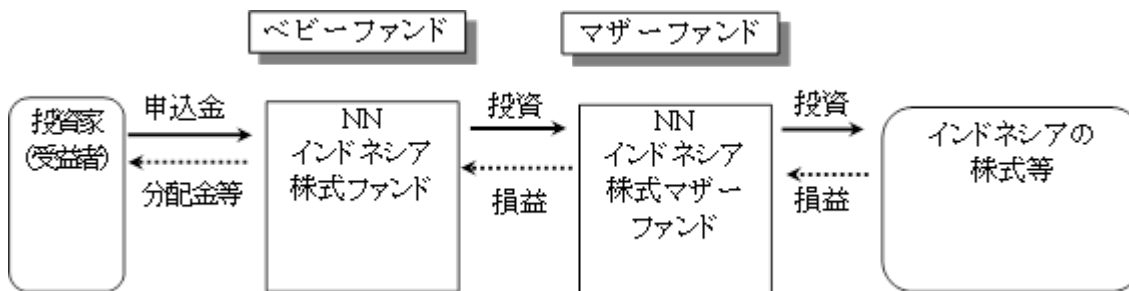 ベビーファンド
マザーファンド
投資家
(受益者)
申込金
分配金等
NN
インドネシア
株式ファンド
投資
損益
NN
インドネシア
株式マザー
ファンド
投資
損益
インドネシアの
株式等